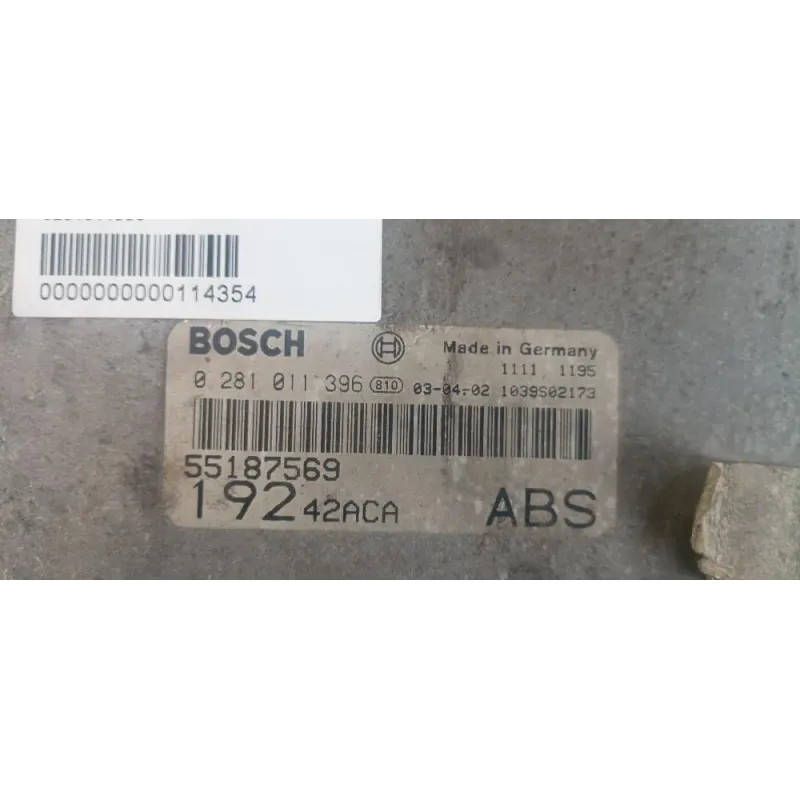 0000000000114354
BOSCH
Made in Germany
1111 1195
0 281 011 396 810 03-04-02 1039S02173
55187569
192 42ACA ABS